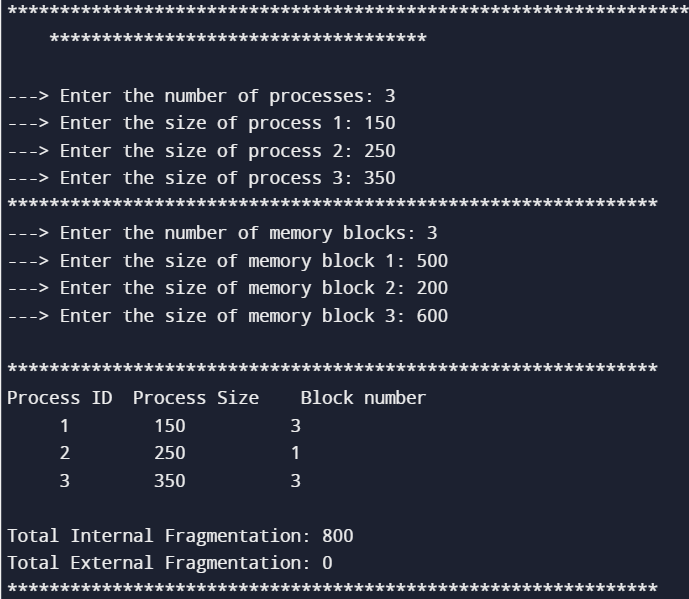 *****************************************************************
************************************
---> Enter the number of processes: 3
---> Enter the size of process 1: 150
---> Enter the size of process 2: 250
---> Enter the size of process 3: 350
**************************************************************
---> Enter the number of memory blocks: 3
---> Enter the size of memory block 1: 500
---> Enter the size of memory block 2: 200
---> Enter the size of memory block 3: 600
**************************************************************
Process ID  Process Size    Block number
     1        150          3
     2        250          1
     3        350          3
Total Internal Fragmentation: 800
Total External Fragmentation: 0
**************************************************************